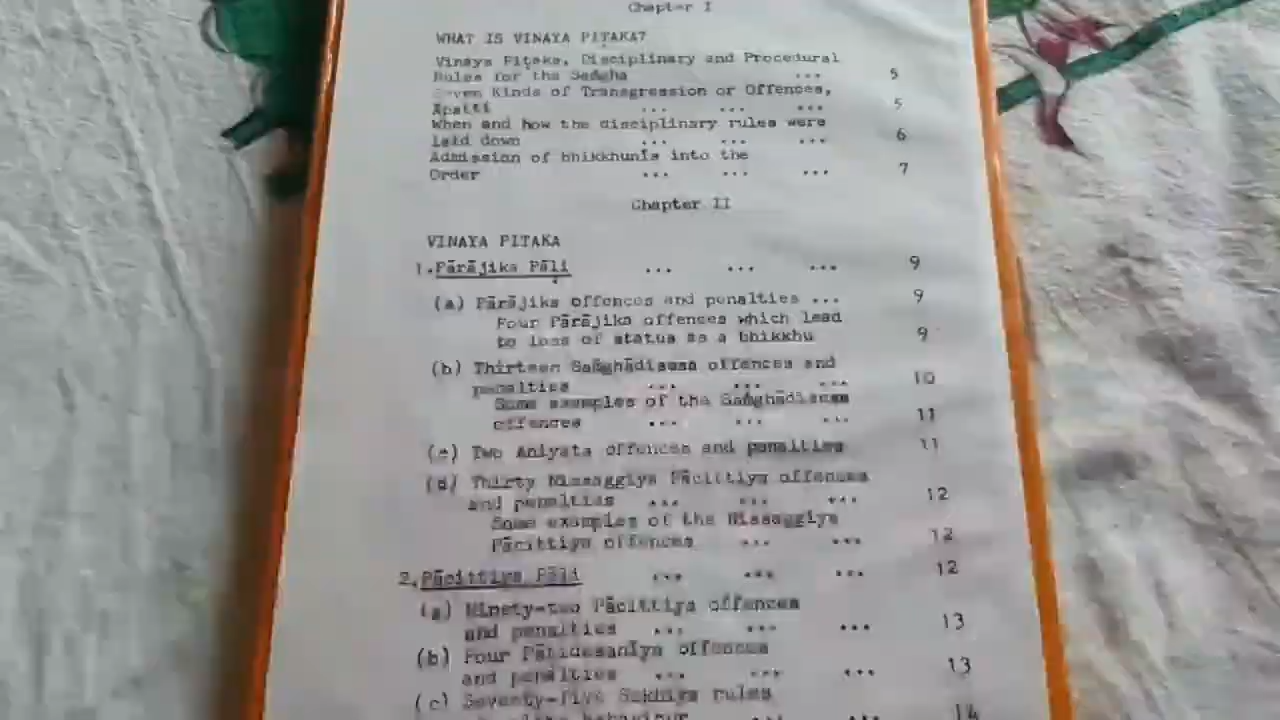 Chapter I
WHAT IS VINAYA PIṬAKA?
Vinaya Piṭaka, Disciplinary and Procedural
Rules for the Saṅgha ... 5
Seven Kinds of Transgression or Offences,
Āpatti ... ... ... 5
When and how the disciplinary rules were
laid down ... ... ... 6
Admission of bhikkhunīs into the
Order ... ... ... 7
Chapter II
VINAYA PITAKA
1.Pārājika Pāḷi ... ... ... 9
(a) Pārājika offences and penalties ... 9
Four Pārājika offences which lead
to loss of status as a bhikkhu 9
(b) Thirteen Saṅghādisesa offences and
penalties ... ... ... 10
Some examples of the Saṅghādisesa
offences ... ... ... 11
(c) Two Aniyata offences and penalties 11
(d) Thirty Nissaggiya Pācittiya offences
and penalties ... ... ... 12
Some examples of the Nissaggiya
Pācittiya offences ... ... 12
2.Pācittiya Pāḷi ... ... ... 12
(a) Ninety-two Pācittiya offences
and penalties ... ... ... 13
(b) Four Pāṭidesanīya offences
and penalties ... ... ... 13
(c) Seventy-five Sekhiya rules
behaviour ... ... 14